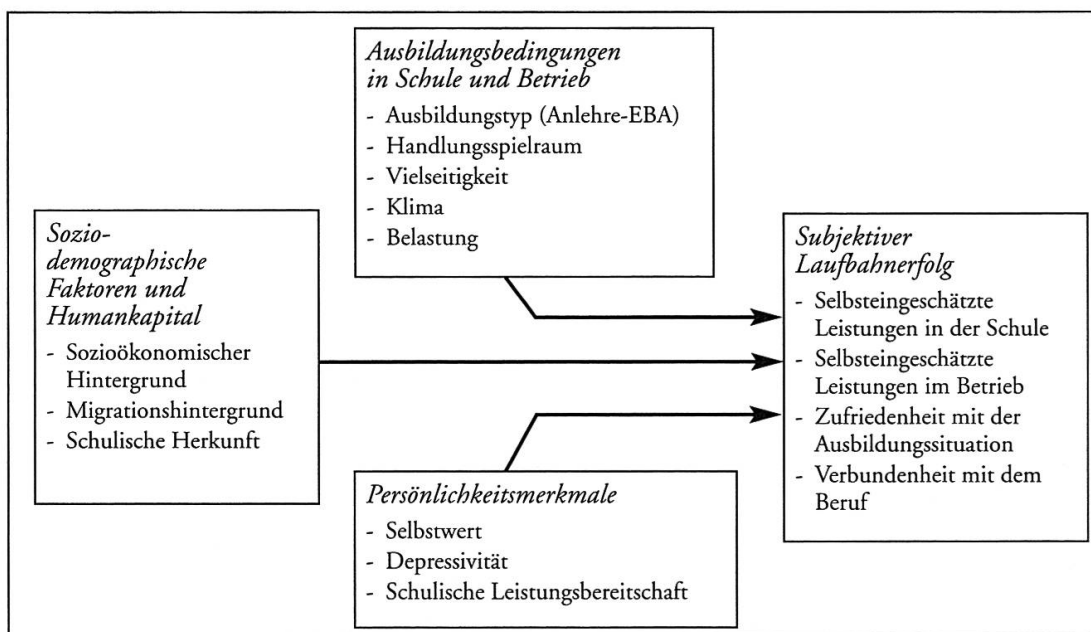 Ausbildungsbedingungen
in Schule und Betrieb
- Ausbildungstyp (Anlehre-EBA)
- Handlungsspielraum
- Vielseitigkeit
- Klima
- Belastung
Sozio-
demographische
Faktoren und
Humankapital
- Sozioökonomischer
Hintergrund
- Migrationshintergrund
- Schulische Herkunft
Persönlichkeitsmerkmale
- Selbstwert
- Depressivität
- Schulische Leistungsbereitschaft
Subjektiver
Laufbahnerfolg
- Selbsteingeschätzte
Leistungen in der Schule
- Selbsteingeschätzte
Leistungen im Betrieb
- Zufriedenheit mit der
Ausbildungssituation
- Verbundenheit mit dem
Beruf